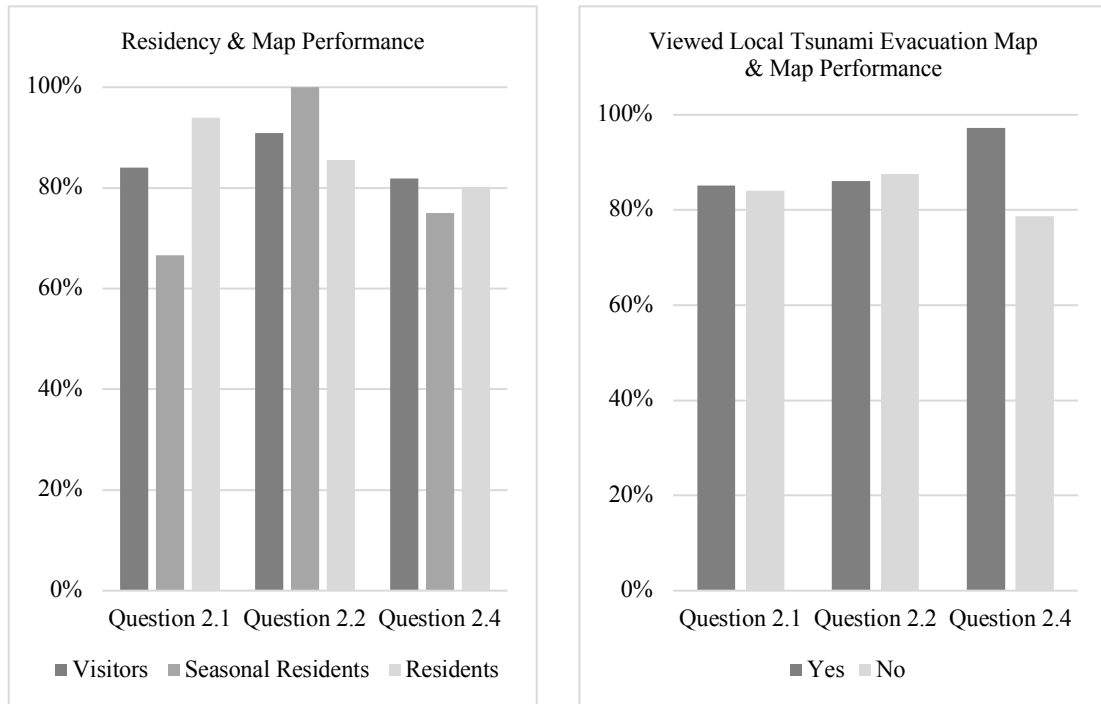 Residency & Map Performance
100%
80%
60%
40%
20%
0%
Question 2.1 Question 2.2 Question 2.4
Visitors Seasonal Residents Residents
Viewed Local Tsunami Evacuation Map
& Map Performance
100%
80%
60%
40%
20%
0%
Question 2.1 Question 2.2 Question 2.4
Yes No